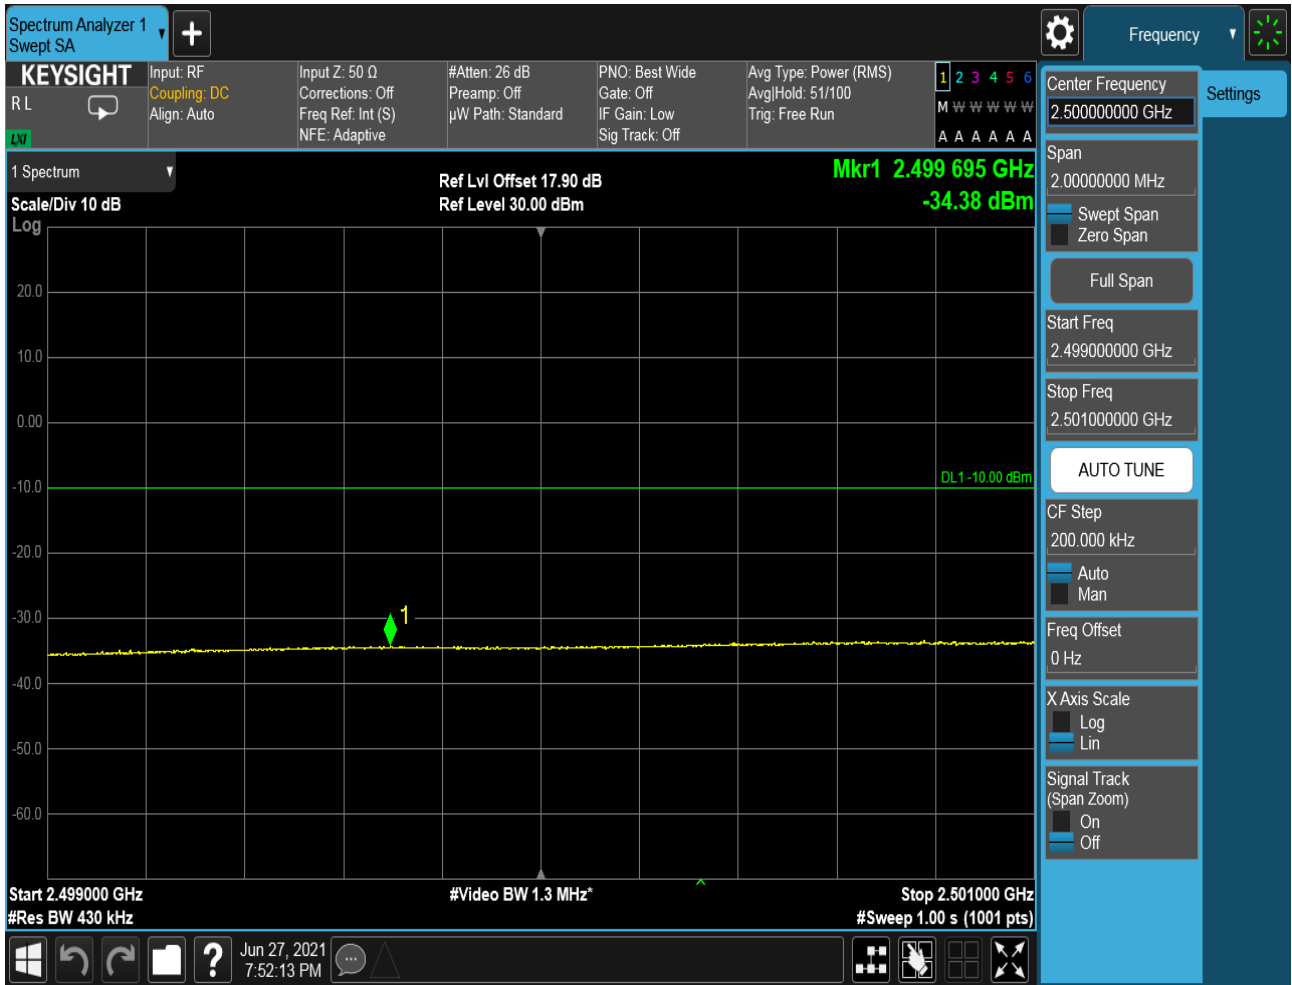 Spectrum Analyzer 1
Swept SA
Frequency
KEYSIGHT
R L
LXI
Input: RF
Coupling: DC
Align: Auto
Input Z: 50 Ω
Corrections: Off
Freq Ref: Int (S)
NFE: Adaptive
#Atten: 26 dB
Preamp: Off
µW Path: Standard
PNO: Best Wide
Gate: Off
IF Gain: Low
Sig Track: Off
Avg Type: Power (RMS)
Avg|Hold: 51/100
Trig: Free Run
1 2 3 4 5 6
M W W W W W
A A A A A A
1 Spectrum
Scale/Div 10 dB
Log
Ref Lvl Offset 17.90 dB
Ref Level 30.00 dBm
Mkr1 2.499 695 GHz
-34.38 dBm
20.0
10.0
0.00
-10.0
-20.0
-30.0
-40.0
-50.0
-60.0
DL1 -10.00 dBm
1
Start 2.499000 GHz
#Res BW 430 kHz
#Video BW 1.3 MHz*
Stop 2.501000 GHz
#Sweep 1.00 s (1001 pts)
Jun 27, 2021
7:52:13 PM
Center Frequency
2.500000000 GHz
Settings
Span
2.00000000 MHz
Swept Span
Zero Span
Full Span
Start Freq
2.499000000 GHz
Stop Freq
2.501000000 GHz
AUTO TUNE
CF Step
200.000 kHz
Auto
Man
Freq Offset
0 Hz
X Axis Scale
Log
Lin
Signal Track
(Span Zoom)
On
Off